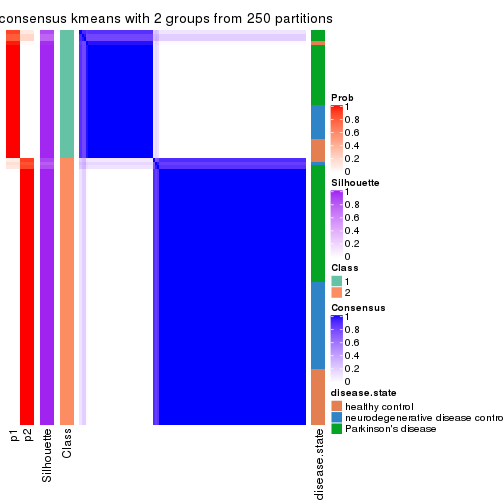 consensus kmeans with 2 groups from 250 partitions
Prob
1
0.8
0.6
0.4
0.2
0
Silhouette
1
0.8
0.6
0.4
0.2
0
Class
1
2
Consensus
1
0.8
0.6
0.4
0.2
0
disease.state
healthy control
neurodegenerative disease contro
Parkinson's disease
p1
p2
Silhouette
Class
disease.state